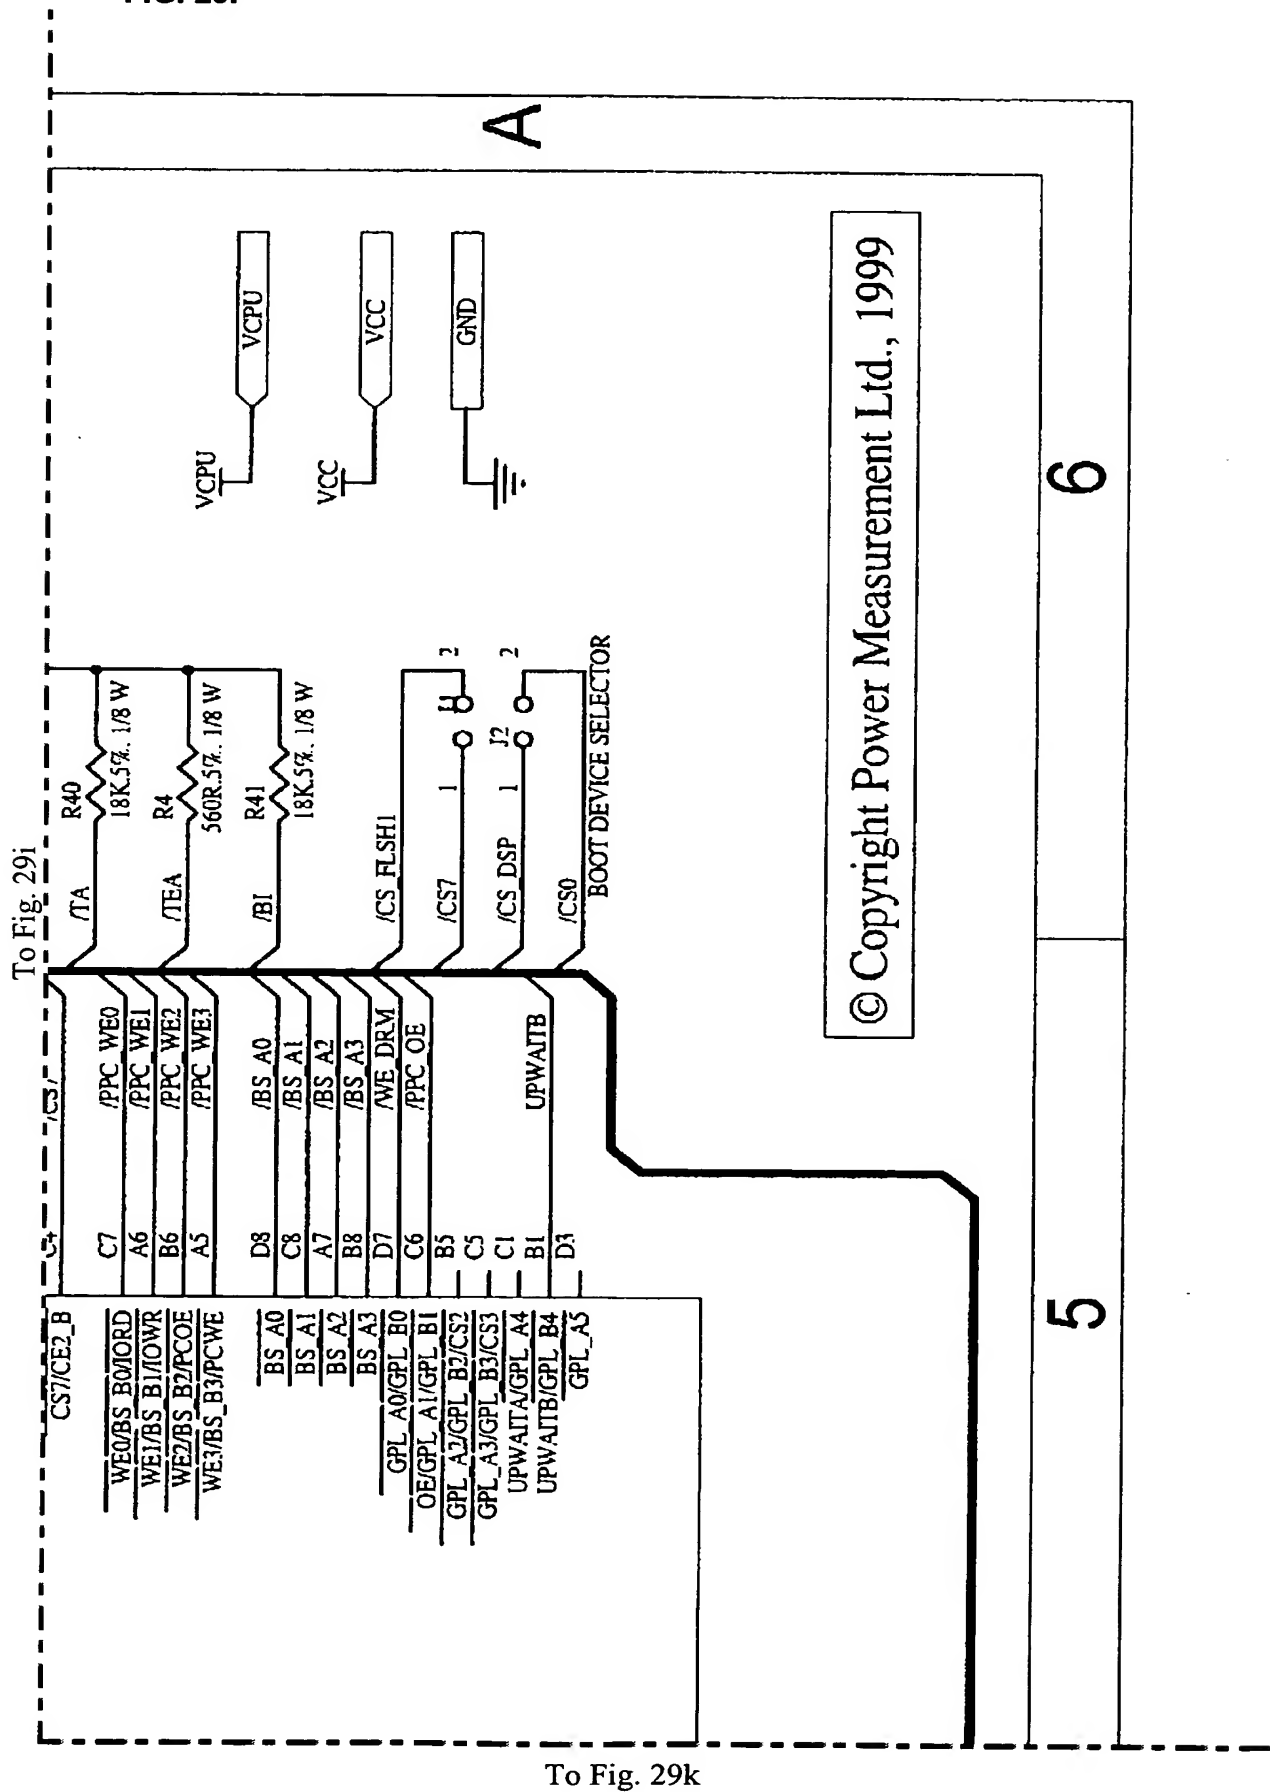 To Fig. 29i
A
VCPU
VCPU
VCC
VCC
GND
R40
18K.5%. 1/8 W
R4
560R.5%. 1/8 W
R41
18K.5%. 1/8 W
/TA
/TEA
/BI
/CS_FLSH1
/CS7
/CS_DSP
/CS0
1
J1
2
1
J2
2
BOOT DEVICE SELECTOR
/PPC_WE0
/PPC_WE1
/PPC_WE2
/PPC_WE3
/BS_A0
/BS_A1
/BS_A2
/BS_A3
/WE_DRM
/PPC_OE
UPWAITB
C7
A6
B6
A5
D8
C8
A7
B8
D7
C6
B5
C5
C1
B1
D3
CS7/CE2_B
WE0/BS_B0/IORD
WE1/BS_B1/IOWR
WE2/BS_B2/PCOE
WE3/BS_B3/PCWE
BS_A0
BS_A1
BS_A2
BS_A3
GPL_A0/GPL_B0
OE/GPL_A1/GPL_B1
GPL_A2/GPL_B2/CS2
GPL_A3/GPL_B3/CS3
UPWAITA/GPL_A4
UPWAITB/GPL_B4
GPL_A5
© Copyright Power Measurement Ltd., 1999
5
6
To Fig. 29k